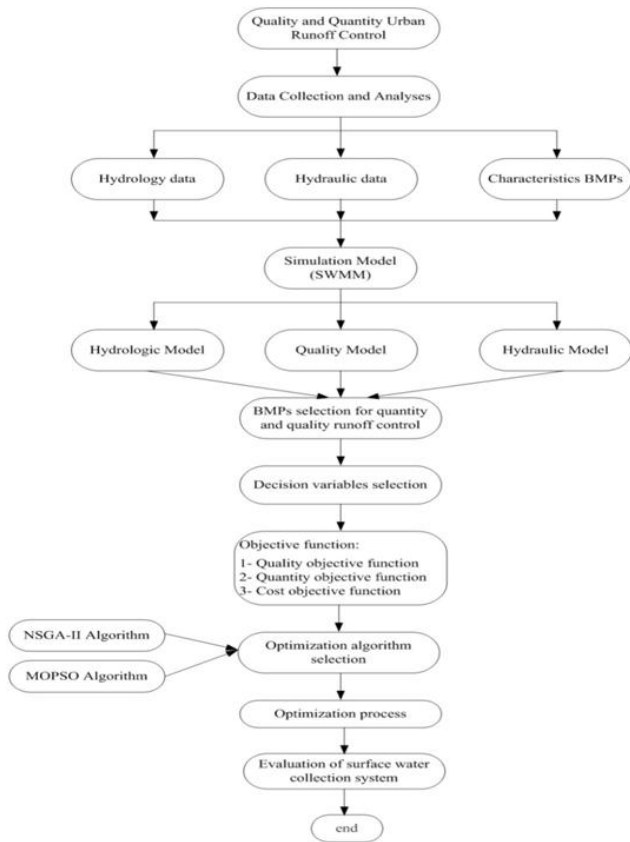 Quality and Quantity Urban
Runoff Control
Data Collection and Analyses
Hydrology data
Hydraulic data
Characteristics BMPs
Simulation Model
(SWMM)
Hydrologic Model
Quality Model
Hydraulic Model
BMPs selection for quantity
and quality runoff control
Decision variables selection
Objective function:
1- Quality objective function
2- Quantity objective function
3- Cost objective function
NSGA-II Algorithm
MOPSO Algorithm
Optimization algorithm
selection
Optimization process
Evaluation of surface water
collection system
end